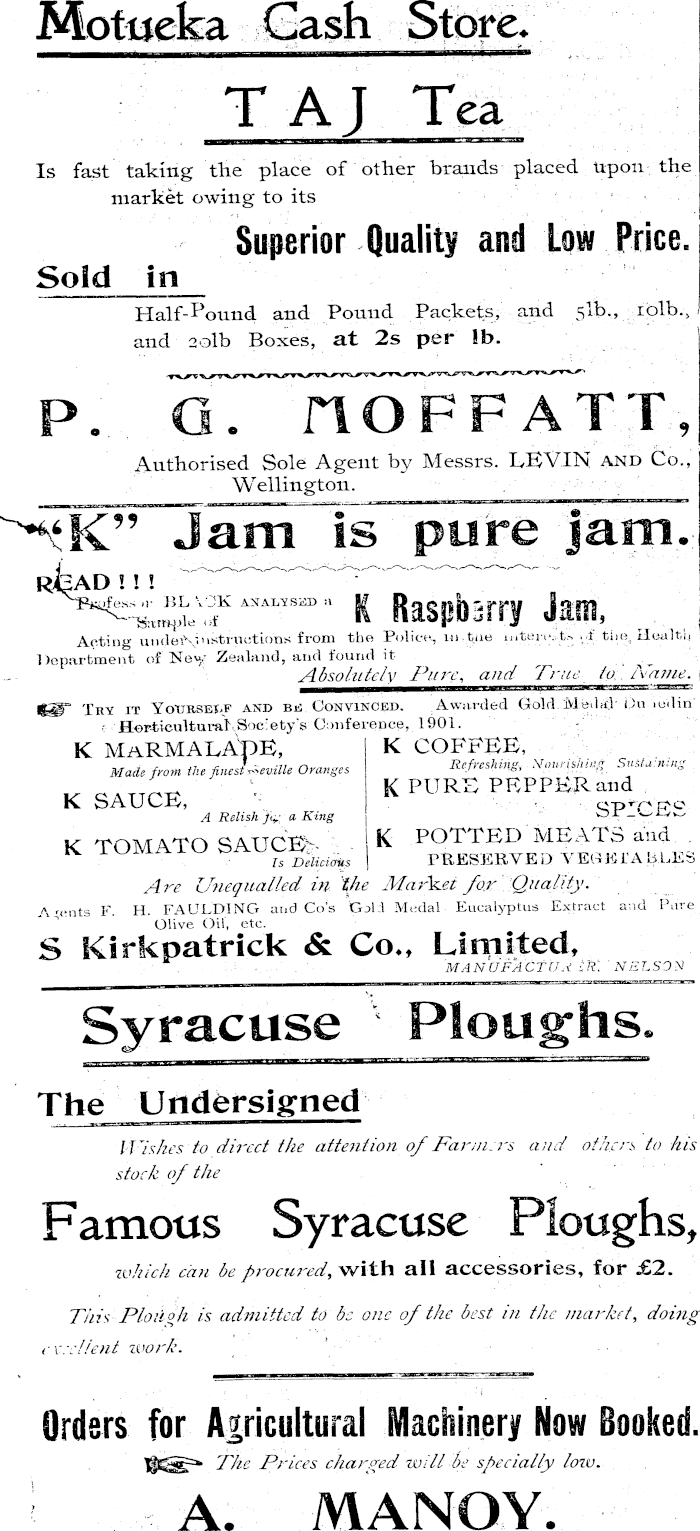 Motueka Cash Store.
TAJ Tea
Is fast taking the place of other brands placed upon the
market owing to its
Superior Quality and Low Price.
Sold in
Half-Pound and Pound Packets, and 5lb., 10lb.,
and 20lb Boxes, at 2s per lb.
P. G. MOFFATT,
Authorised Sole Agent by Messrs. LEVIN AND Co.,
Wellington.
“K” Jam is pure jam.
READ!!!
Professor BLACK ANALYSED a
Sample of
K Raspberry Jam,
Acting under instructions from the Police, in the interests of the Health
Department of New Zealand, and found it
Absolutely Pure, and True to Name.
TRY IT YOURSELF AND BE CONVINCED. Awarded Gold Medal Dunedin
Horticultural Society's Conference, 1901.
K MARMALADE,
Made from the finest Seville Oranges
K SAUCE,
A Relish for a King
K TOMATO SAUCE
Is Delicious
K COFFEE,
Refreshing, Nourishing Sustaining
K PURE PEPPER and
SPICES
K POTTED MEATS and
PRESERVED VEGETABLES
Are Unequalled in the Market for Quality.
Agents F. H. FAULDING and Co's Gold Medal Eucalyptus Extract and Pure
Olive Oil, etc.
S Kirkpatrick & Co., Limited,
MANUFACTURER, NELSON
Syracuse Ploughs.
The Undersigned
Wishes to direct the attention of Farmers and others to his
stock of the
Famous Syracuse Ploughs,
which can be procured, with all accessories, for £2.
This Plough is admitted to be one of the best in the market, doing
excellent work.
Orders for Agricultural Machinery Now Booked.
The Prices charged will be specially low.
A. MANOY.